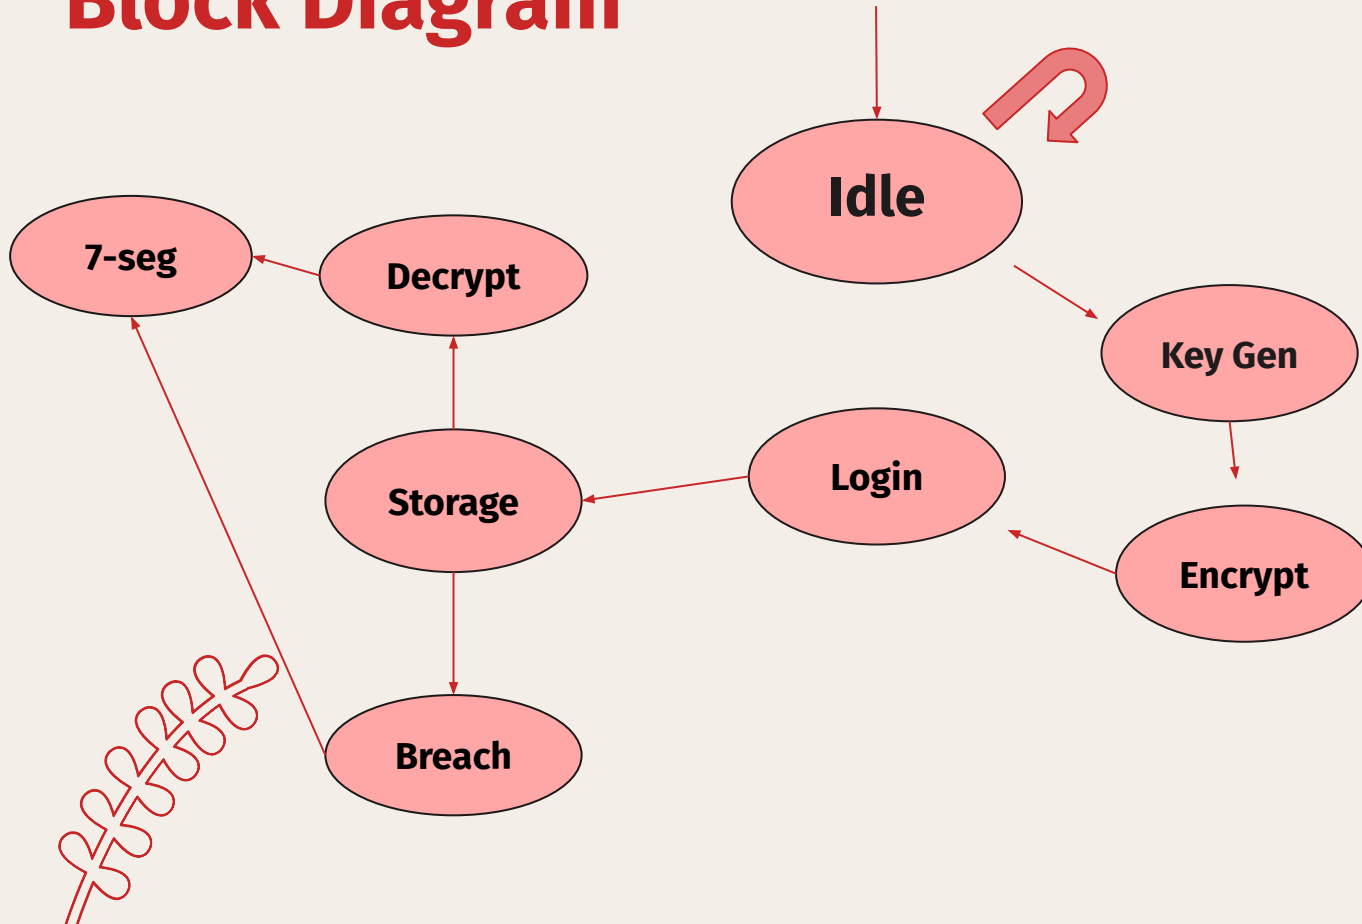 Block Diagram
Idle
7-seg
Decrypt
Key Gen
Storage
Login
Encrypt
Breach